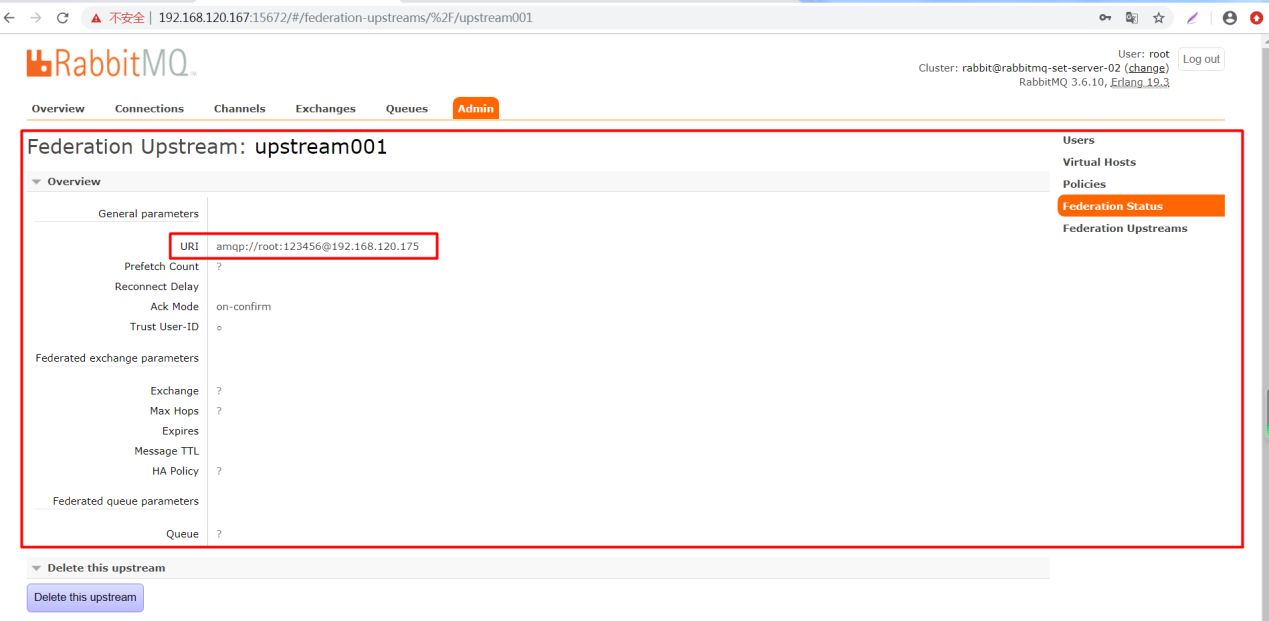 不安全 | 192.168.120.167:15672/#/federation-upstreams/%2F/upstream001
RabbitMQ
User: root
Log out
Cluster: rabbit@rabbitmq-set-server-02 (change)
RabbitMQ 3.6.10, Erlang 19.3
Overview Connections Channels Exchanges Queues Admin
Federation Upstream: upstream001
Overview
General parameters
URI amqp://root:123456@192.168.120.175
Prefetch Count ?
Reconnect Delay
Ack Mode on-confirm
Trust User-ID ○
Federated exchange parameters
Exchange ?
Max Hops ?
Expires
Message TTL
HA Policy ?
Federated queue parameters
Queue ?
Delete this upstream
Delete this upstream
Users
Virtual Hosts
Policies
Federation Status
Federation Upstreams